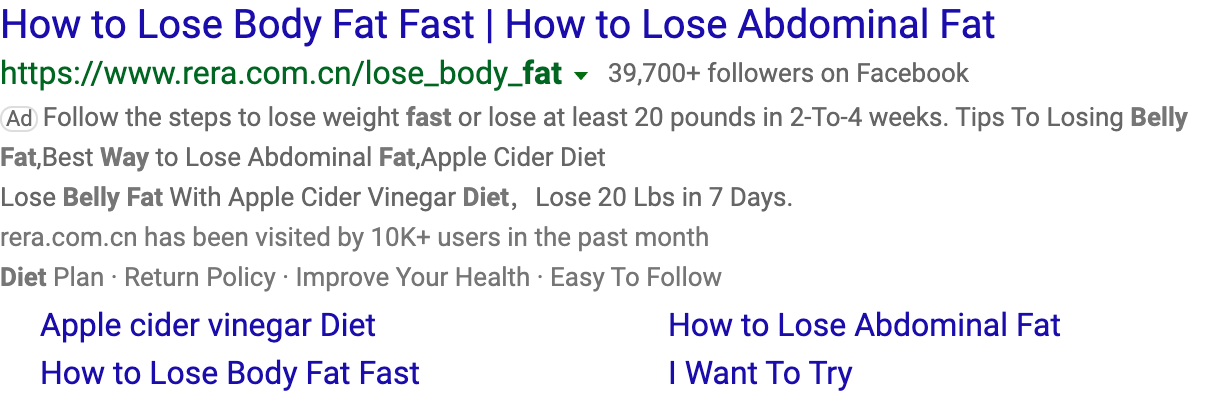 How to Lose Body Fat Fast | How to Lose Abdominal Fat
https://www.rera.com.cn/lose_body_fat 39,700+ followers on Facebook
Ad Follow the steps to lose weight fast or lose at least 20 pounds in 2-To-4 weeks. Tips To Losing Belly
Fat,Best Way to Lose Abdominal Fat,Apple Cider Diet
Lose Belly Fat With Apple Cider Vinegar Diet，Lose 20 Lbs in 7 Days.
rera.com.cn has been visited by 10K+ users in the past month
Diet Plan · Return Policy · Improve Your Health · Easy To Follow
Apple cider vinegar Diet How to Lose Abdominal Fat
How to Lose Body Fat Fast I Want To Try